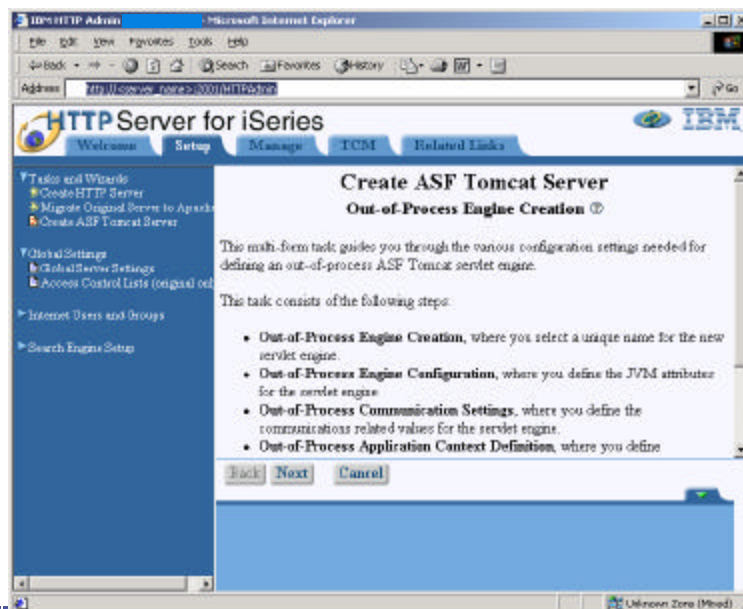 IBM HTTP Admin - Microsoft Internet Explorer
File Edit View Favorites Tools Help
Back Search Favorites History
Address http://<server_name>:2001/HTTPAdmin Go
HTTP Server for iSeries IBM
Welcome Setup Manage TCM Related Links
Tasks and Wizards
Create HTTP Server
Migrate Original Server to Apache
Create ASF Tomcat Server
Global Settings
Global Server Settings
Access Control Lists (original onl
Internet Users and Groups
Search Engine Setup
Create ASF Tomcat Server
Out-of-Process Engine Creation
This multi-form task guides you through the various configuration settings needed for
defining an out-of-process ASF Tomcat servlet engine.
This task consists of the following steps:
• Out-of-Process Engine Creation, where you select a unique name for the new
servlet engine.
• Out-of-Process Engine Configuration, where you define the JVM attributes
for the servlet engine
• Out-of-Process Communication Settings, where you define the
communications related values for the servlet engine.
• Out-of-Process Application Context Definition, where you define
Back Next Cancel
Unknown Zone (Mixed)